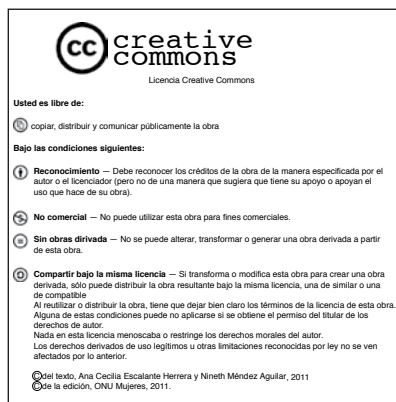 cc creative
commons
Licencia Creative Commons
Usted es libre de:
copiar, distribuir y comunicar públicamente la obra
Bajo las condiciones siguientes:
Reconocimiento — Debe reconocer los créditos de la obra de la manera especificada por el
autor o el licenciador (pero no de una manera que sugiera que tiene su apoyo o apoyan el
uso que hace de su obra).
No comercial — No puede utilizar esta obra para fines comerciales.
Sin obras dirivada — No se puede alterar, transformar o generar una obra derivada a partir
de esta obra.
Compartir bajo la misma licencia — Si transforma o modifica esta obra para crear una obra
derivada, sólo puede distribuir la obra resultante bajo la misma licencia, una de similar o una
de compatible
Al reutilizar o distribuir la obra, tiene que dejar bien claro los términos de la licencia de esta obra.
Alguna de estas condiciones puede no aplicarse si se obtiene el permiso del titular de los
derechos de autor.
Nada en esta licencia menoscaba o restringe los derechos morales del autor.
Los derechos derivados de uso legítimos u otras limitaciones reconocidas por ley no se ven
afectados por lo anterior.
©del texto, Ana Cecilia Escalante Herrera y Nineth Méndez Aguilar, 2011
©de la edición, ONU Mujeres, 2011.